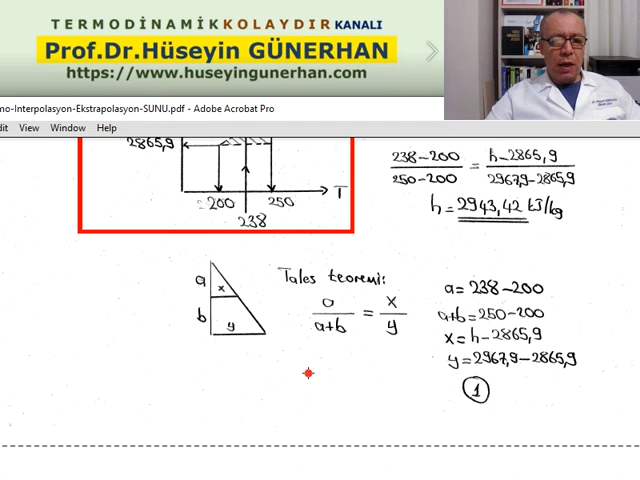 TERMODİNAMİKKOLAYDIR KANALI
Prof.Dr.Hüseyin GÜNERHAN
https://www.huseyingunerhan.com
mo-Interpolasyon-Ekstrapolasyon-SUNU.pdf - Adobe Acrobat Pro
dit View Window Help
2865,9
200 250 T
238
238-200 / 250-200 = h-2865,9 / 2967,9-2865,9
h = 2943,42 kJ/kg
a x
b y
Tales teoremi:
a / a+b = x / y
a = 238-200
a+b = 250-200
x = h-2865,9
y = 2967,9-2865,9
1